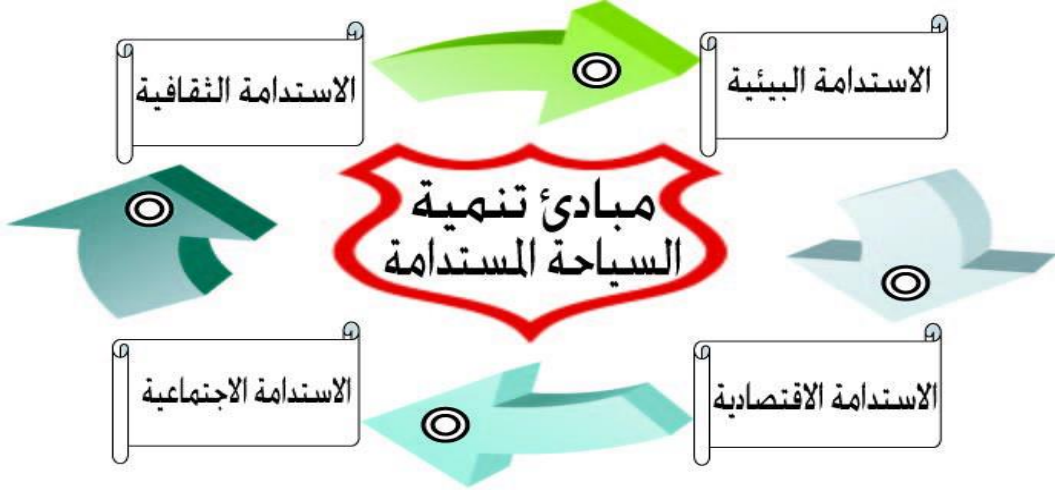 الاستدامة البيئية
الاستدامة الثقافية
مبادئ تنمية
السياحة المستدامة
الاستدامة الاقتصادية
الاستدامة الاجتماعية